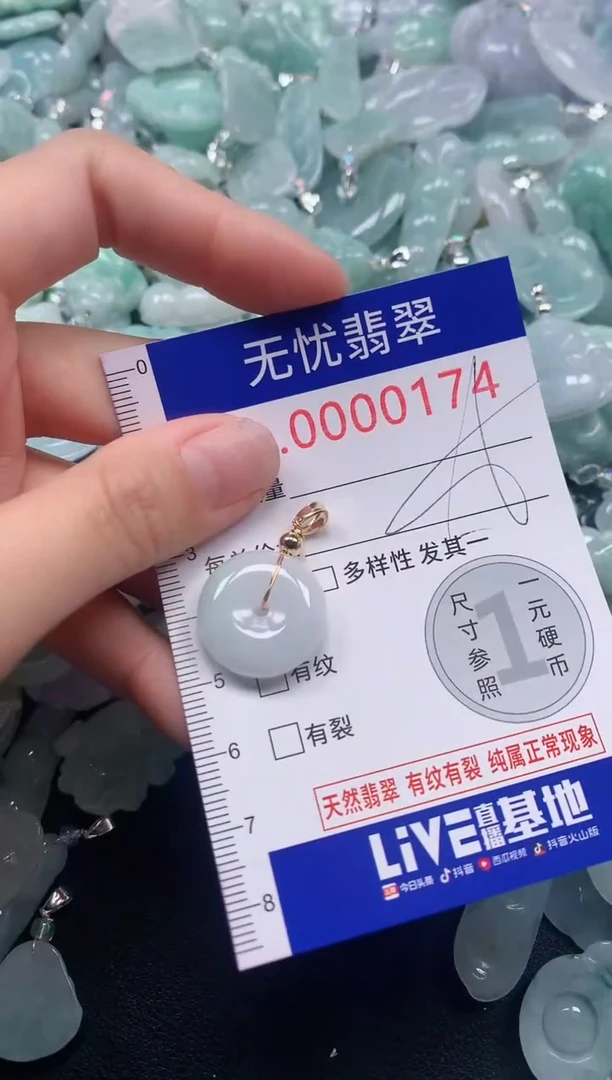 0
无忧翡翠
.0000174
量
3
多样性 发其一
尺寸参照
1
一元硬币
5
有纹
6
有裂
天然翡翠 有纹有裂 纯属正常现象
7
LiVE直播基地
8
今日头条 抖音 西瓜视频 抖音火山版